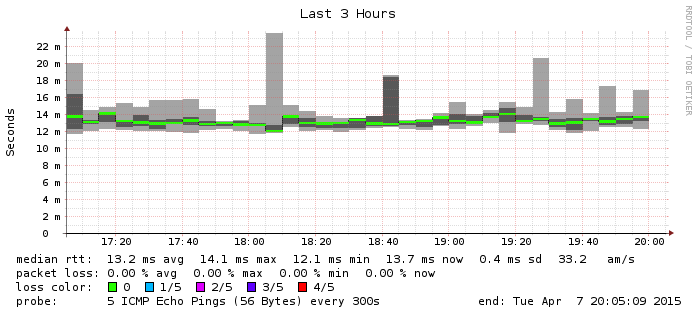 Last 3 Hours
RRDTOOL / TOBI OETIKER
Seconds
22 m
20 m
18 m
16 m
14 m
12 m
10 m
8 m
6 m
4 m
2 m
0
17:20 17:40 18:00 18:20 18:40 19:00 19:20 19:40 20:00
median rtt: 13.2 ms avg 14.1 ms max 12.1 ms min 13.7 ms now 0.4 ms sd 33.2 am/s
packet loss: 0.00 % avg 0.00 % max 0.00 % min 0.00 % now
loss color: 0 1/5 2/5 3/5 4/5
probe: 5 ICMP Echo Pings (56 Bytes) every 300s end: Tue Apr 7 20:05:09 2015